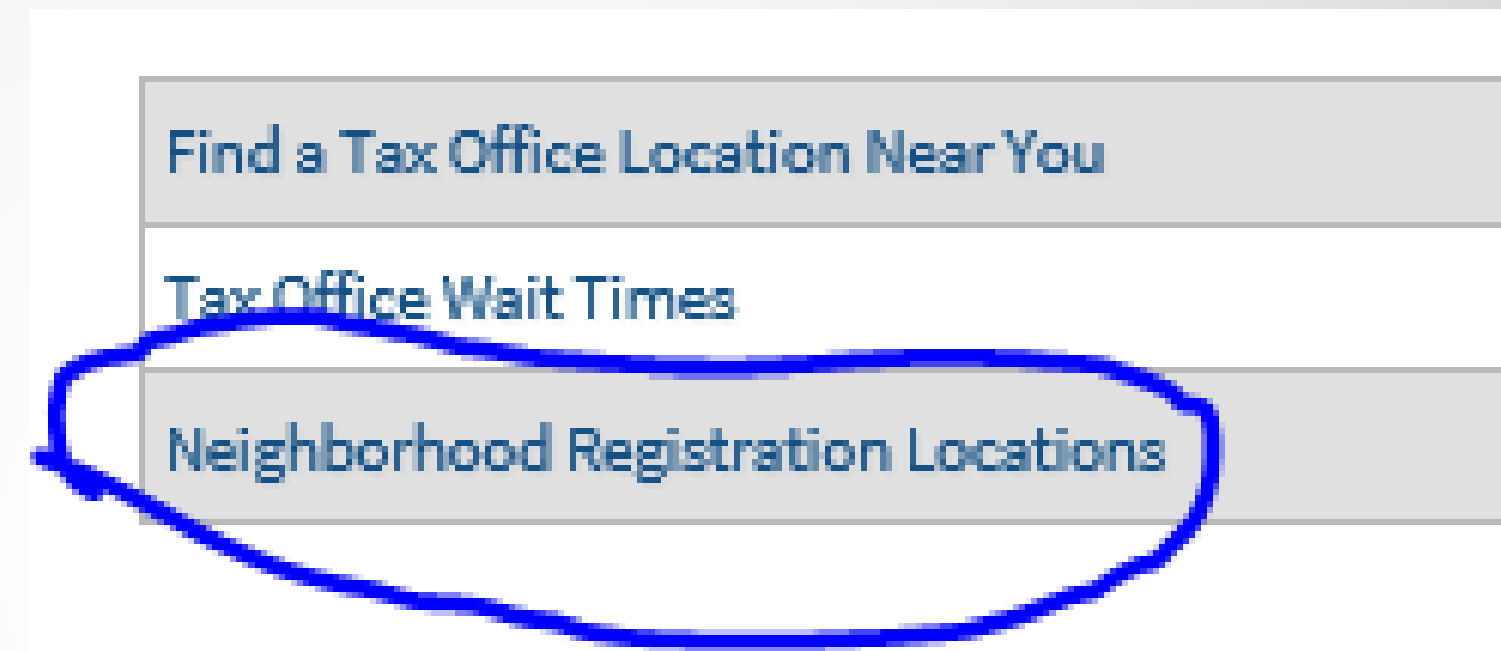 Find a Tax Office Location Near You
Tax Office Wait Times
Neighborhood Registration Locations